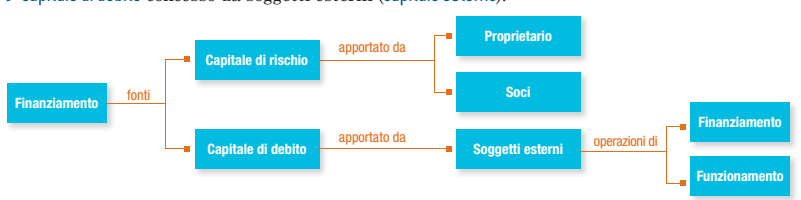 capitale di debito concesso da soggetti esterni (capitale esterno).
Proprietario
apportato da
Capitale di rischio
Soci
Finanziamento
fonti
Finanziamento
apportato da
operazioni di
Capitale di debito
Soggetti esterni
Funzionamento